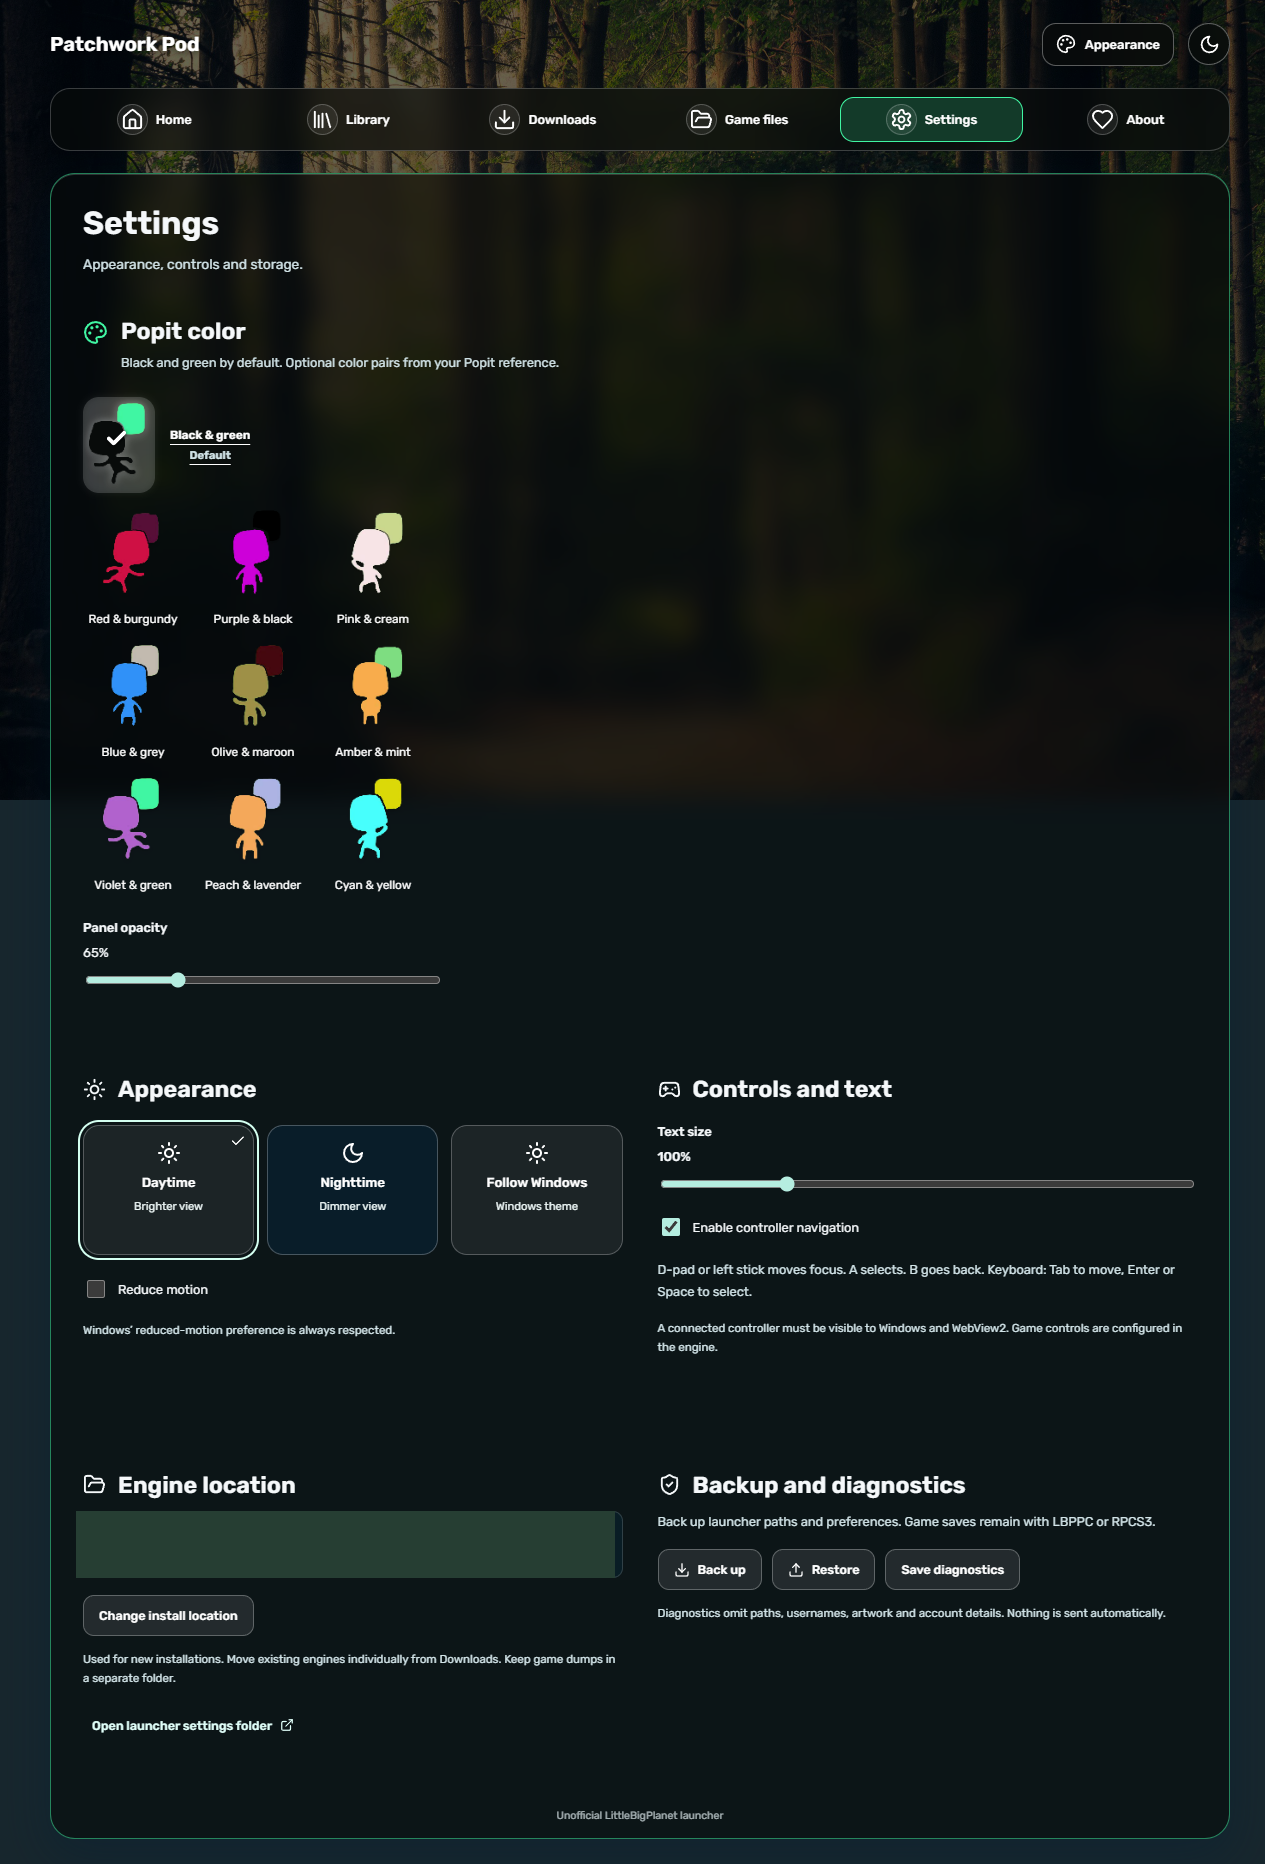 Patchwork Pod
Appearance
Home
Library
Downloads
Game files
Settings
About
Settings
Appearance, controls and storage.
Popit color
Black and green by default. Optional color pairs from your Popit reference.
Black & green
Default
Red & burgundy
Purple & black
Pink & cream
Blue & grey
Olive & maroon
Amber & mint
Violet & green
Peach & lavender
Cyan & yellow
Panel opacity
65%
Appearance
Daytime
Brighter view
Nighttime
Dimmer view
Follow Windows
Windows theme
Reduce motion
Windows’ reduced-motion preference is always respected.
Controls and text
Text size
100%
Enable controller navigation
D-pad or left stick moves focus. A selects. B goes back. Keyboard: Tab to move, Enter or
Space to select.
A connected controller must be visible to Windows and WebView2. Game controls are configured in
the engine.
Engine location
Change install location
Used for new installations. Move existing engines individually from Downloads. Keep game dumps in
a separate folder.
Open launcher settings folder
Backup and diagnostics
Back up launcher paths and preferences. Game saves remain with LBPPC or RPCS3.
Back up
Restore
Save diagnostics
Diagnostics omit paths, usernames, artwork and account details. Nothing is sent automatically.
Unofficial LittleBigPlanet launcher